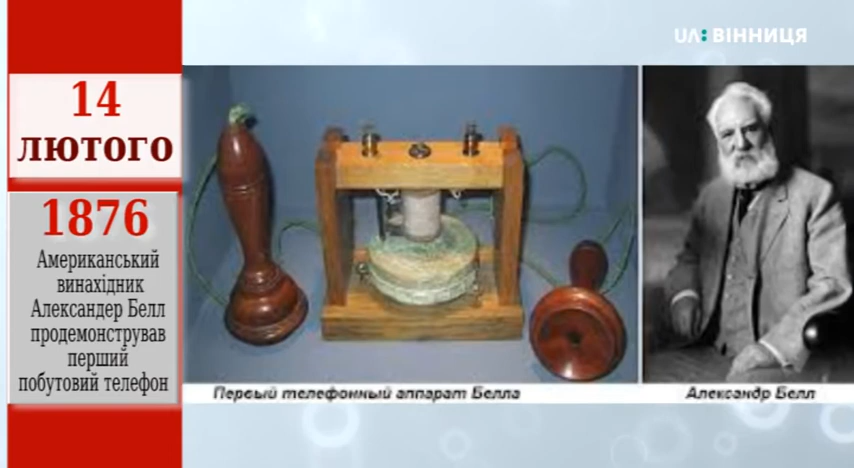 UA: ВІННИЦЯ
14
ЛЮТОГО
1876
Американський
винахідник
Александер Белл
продемонстрував
перший
побутовий телефон
Первый телефонный аппарат Белла
Александр Белл